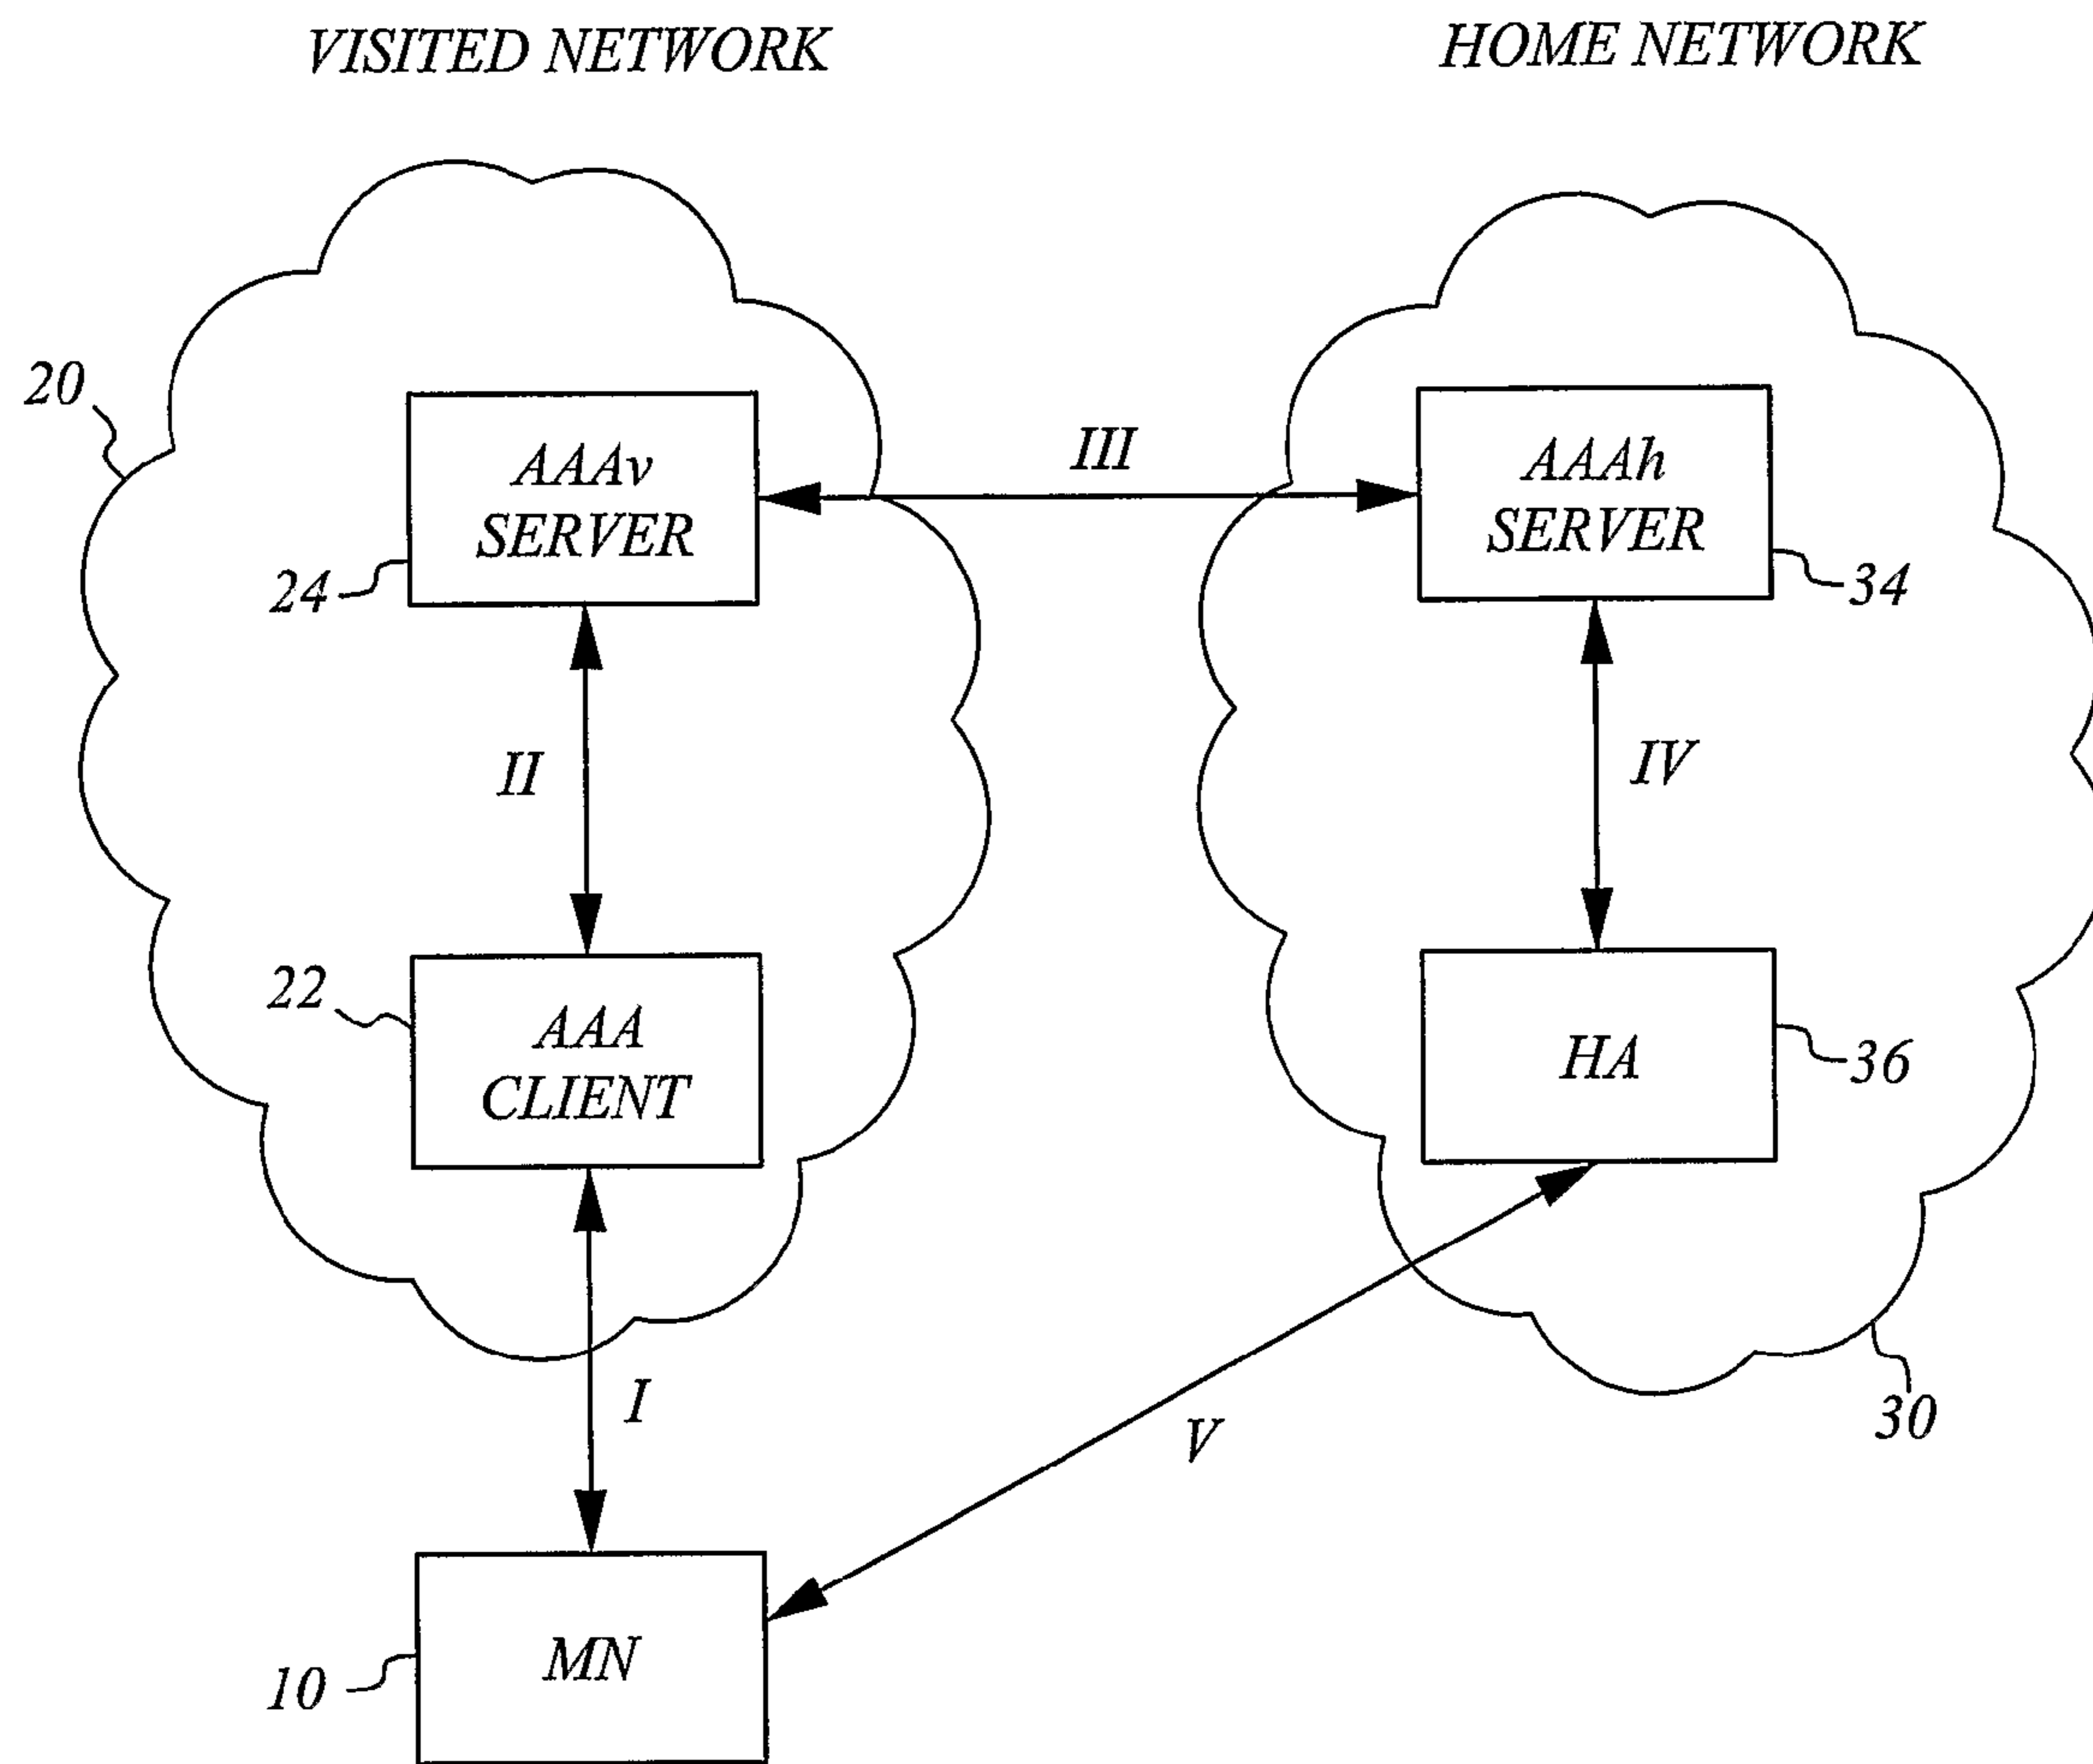 VISITED NETWORK
HOME NETWORK
20
AAAv
SERVER
24
III
AAAh
SERVER
34
II
IV
22
AAA
CLIENT
HA
36
I
V
30
MN
10